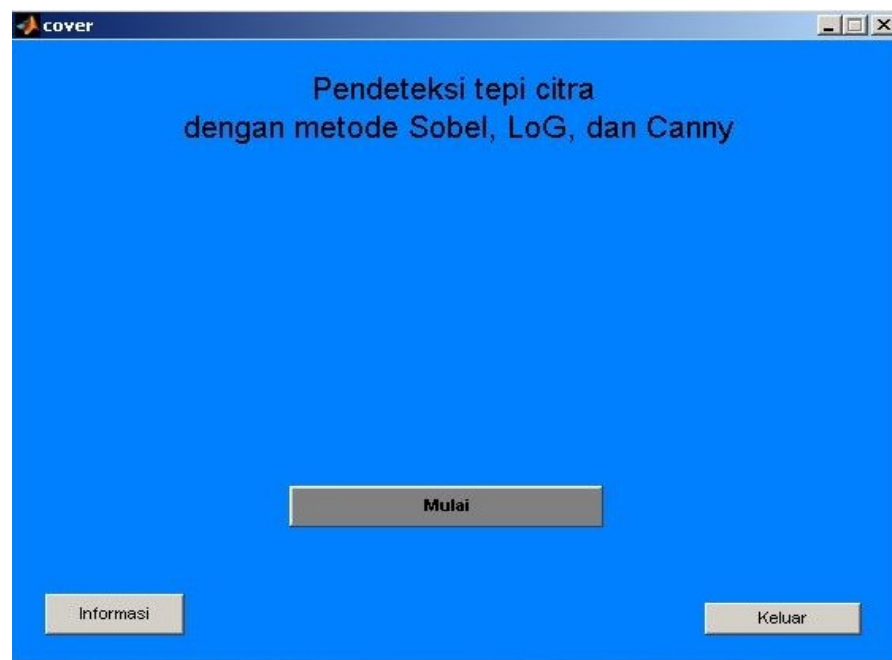 cover
Pendeteksi tepi citra
dengan metode Sobel, LoG, dan Canny
Mulai
Informasi
Keluar